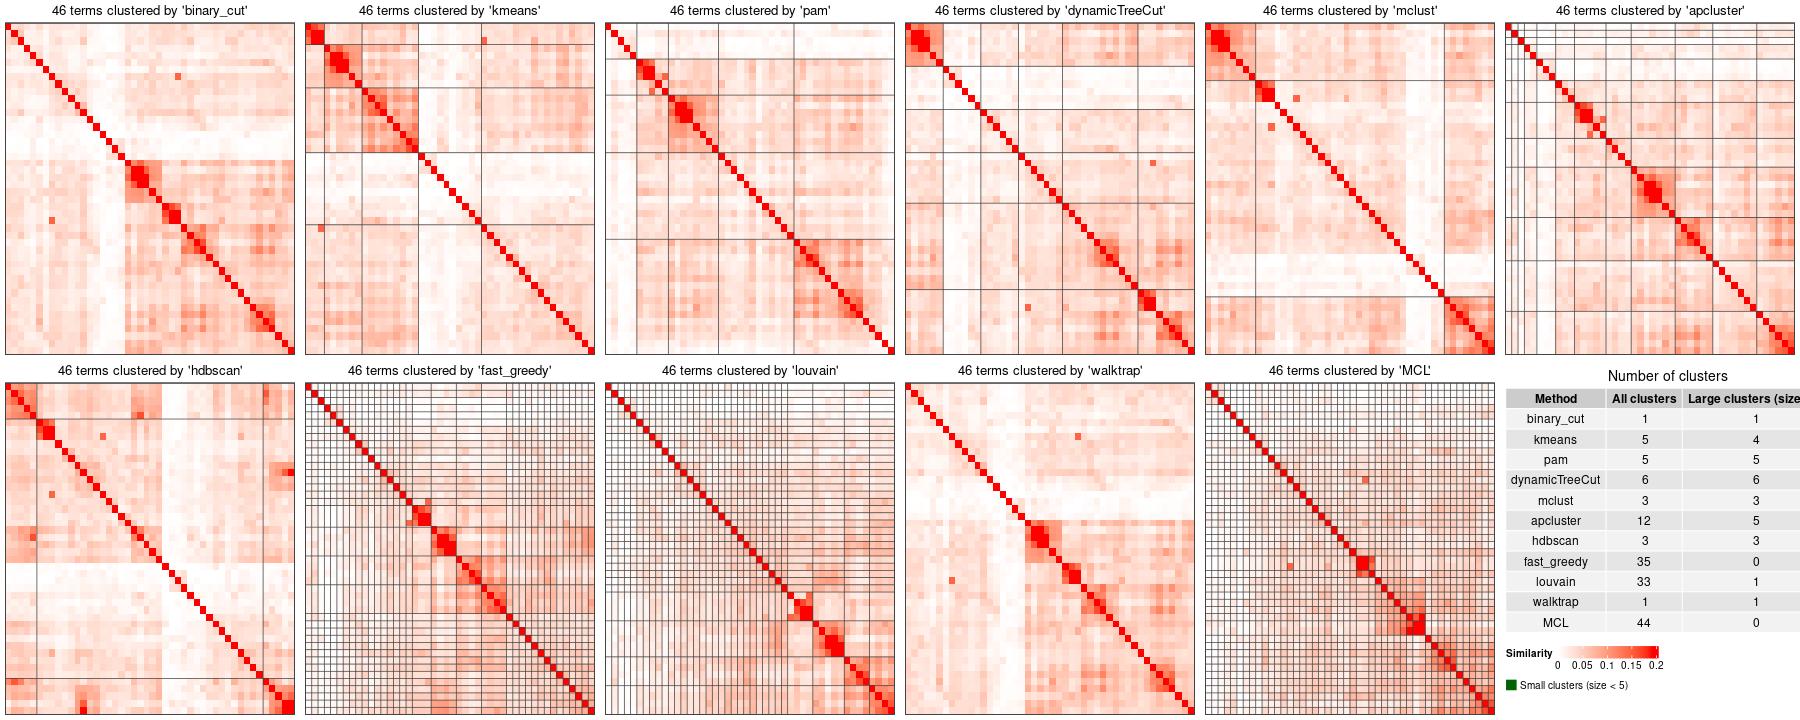 46 terms clustered by 'binary_cut'
46 terms clustered by 'kmeans'
46 terms clustered by 'pam'
46 terms clustered by 'dynamicTreeCut'
46 terms clustered by 'mclust'
46 terms clustered by 'apcluster'
46 terms clustered by 'hdbscan'
46 terms clustered by 'fast_greedy'
46 terms clustered by 'louvain'
46 terms clustered by 'walktrap'
46 terms clustered by 'MCL'
Number of clusters
Method All clusters Large clusters (size
binary_cut 1 1
kmeans 5 4
pam 5 5
dynamicTreeCut 6 6
mclust 3 3
apcluster 12 5
hdbscan 3 3
fast_greedy 35 0
louvain 33 1
walktrap 1 1
MCL 44 0
Similarity
0 0.05 0.1 0.15 0.2
Small clusters (size < 5)